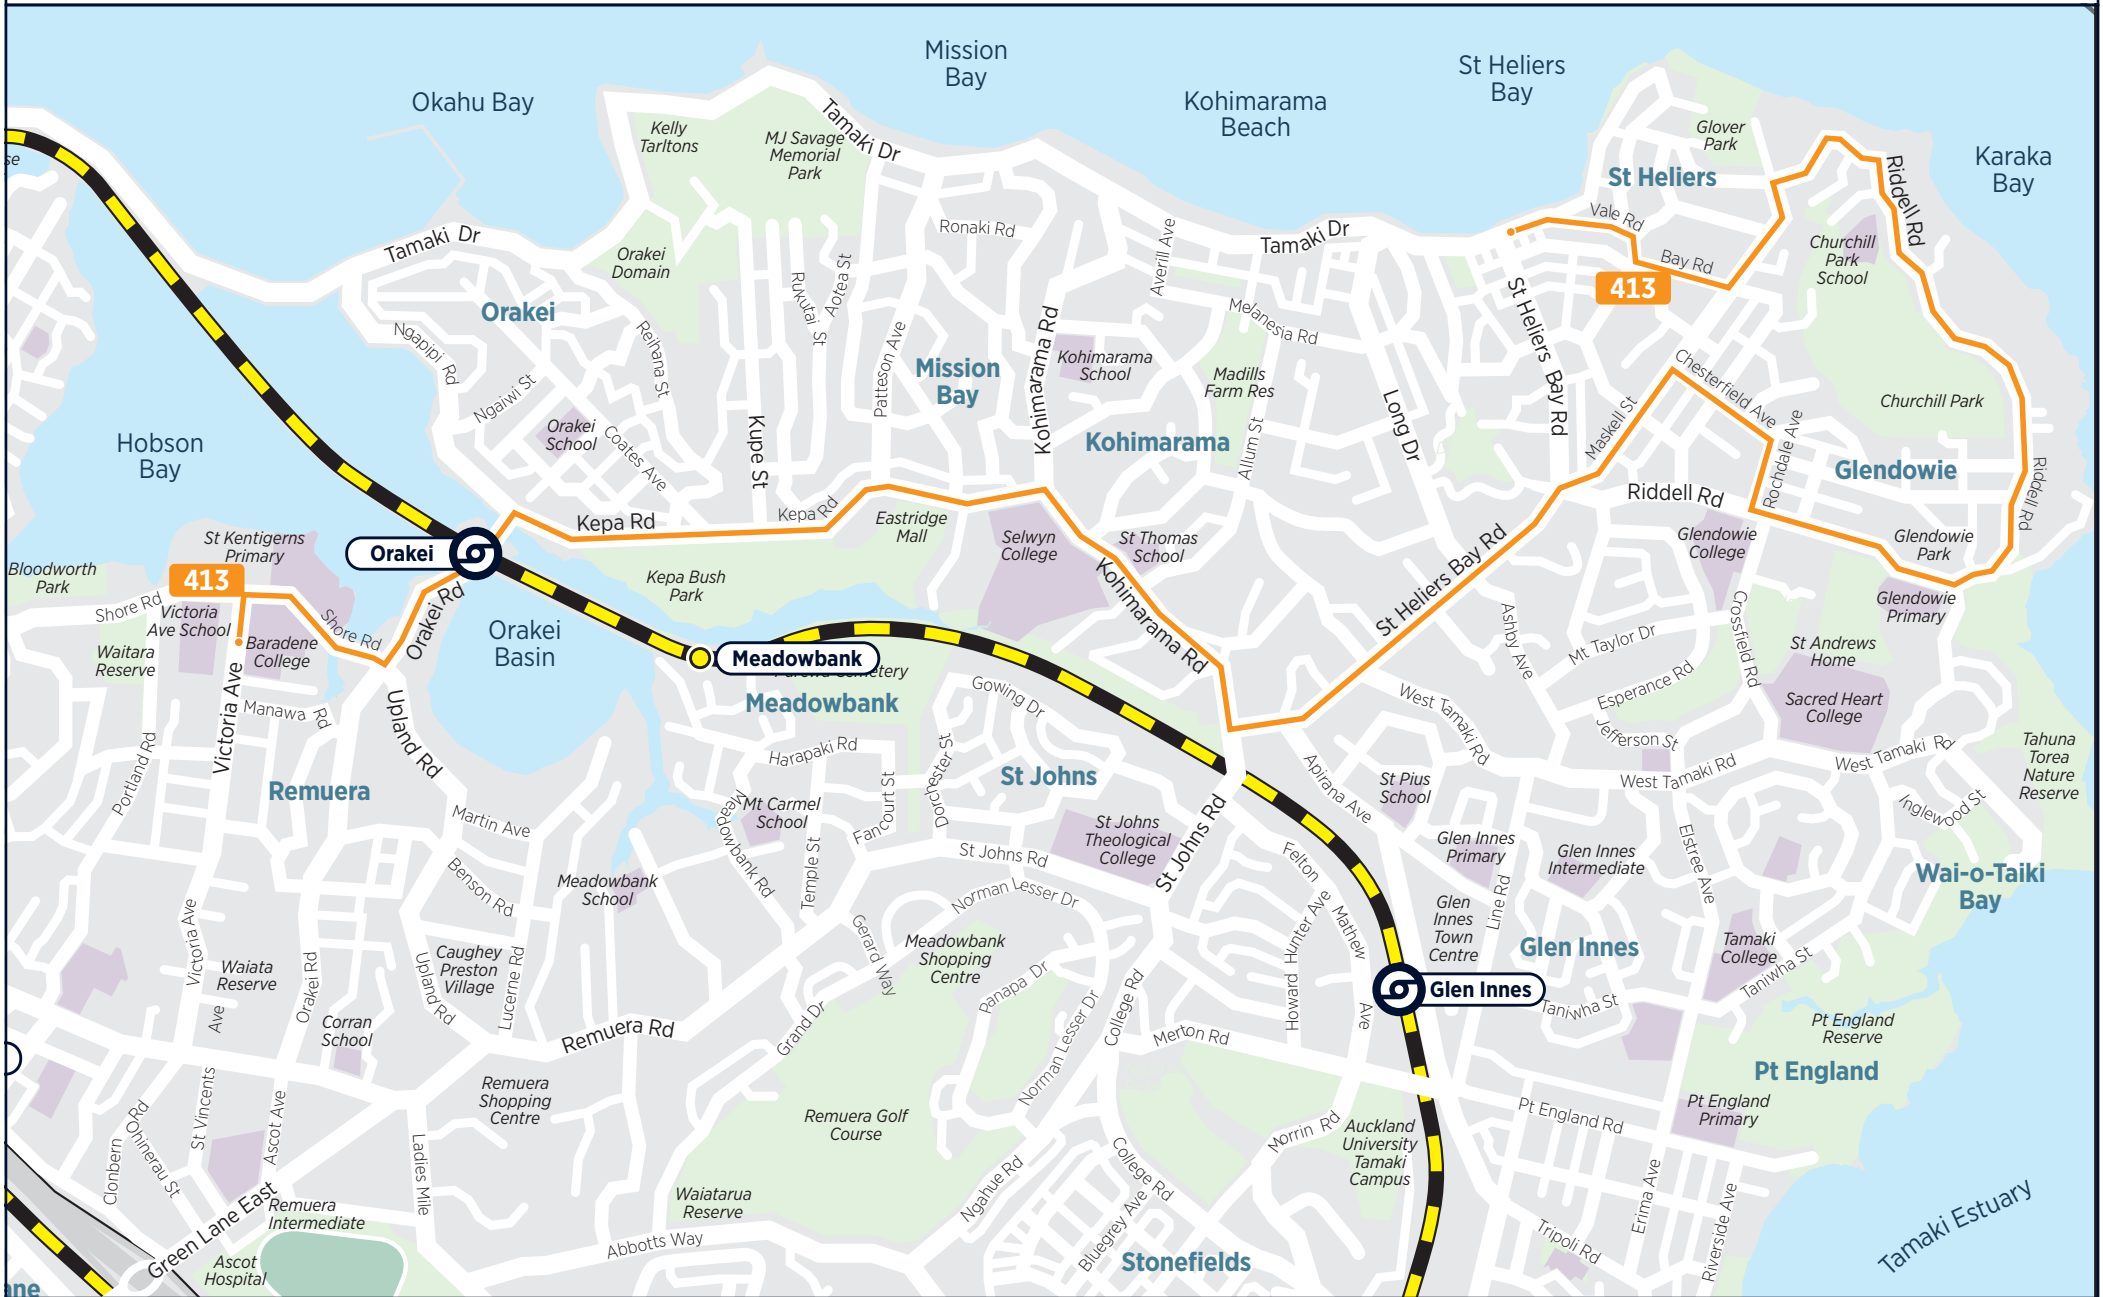 Mission
Bay
St Heliers
Bay
Okahu Bay
Kohimarama
Beach
Kelly
Tarltons
MJ Savage
Memorial
Park
Tamaki Dr
Glover
Park
Karaka
Bay
se
St Heliers
Riddell Rd
Vale Rd
Ronaki Rd
Averill Ave
Tamaki Dr
Tamaki Dr
Orakei
Domain
Bay Rd
Churchill
Park
School
413
Rukutai St
Aotea St
Orakei
Melanesia Rd
St Heliers Bay Rd
Ngapipi Rd
Reihana St
Patteson Ave
Kohimarama Rd
Mission
Bay
Kohimarama
School
Madills
Farm Res
Chesterfield Ave
Churchill Park
Ngaiwi St
Orakei
School
Coates Ave
Kupe St
Kohimarama
Allum St
Long Dr
Maskell St
Rochdale Ave
Glendowie
Hobson
Bay
Riddell Rd
Riddell Rd
Kepa Rd
Kepa Rd
Eastridge
Mall
Selwyn
College
St Thomas
School
Glendowie
College
Glendowie
Park
St Kentigerns
Primary
Orakei
Bloodworth
Park
413
Kepa Bush
Park
Kohimarama Rd
St Heliers Bay Rd
Glendowie
Primary
Shore Rd
Victoria
Ave School
Shore Rd
Orakei Rd
Orakei
Basin
Baradene
College
Waitara
Reserve
Ashby Ave
Mt Taylor Dr
Crossfield Rd
St Andrews
Home
Meadowbank
Cemetery
Meadowbank
Gowing Dr
West Tamaki Rd
Esperance Rd
Sacred Heart
College
Victoria Ave
Manawa Rd
Upland Rd
Jefferson St
Portland Rd
Harapaki Rd
Dorchester St
St Johns
Apirana Ave
St Pius
School
West Tamaki Rd
West Tamaki Rd
Tahuna
Torea
Nature
Reserve
Remuera
Martin Ave
Meadowbank Rd
Mt Carmel
School
Fancourt St
St Johns
Theological
College
St Johns Rd
Inglewood St
Temple St
St Johns Rd
Felton Mathew Ave
Glen Innes
Primary
Glen Innes
Intermediate
Elstree Ave
Wai-o-Taiki
Bay
Benson Rd
Meadowbank
School
Norman Lesser Dr
Glen
Innes
Town
Centre
Line Rd
Victoria Ave
Orakei Rd
Upland Rd
Caughey
Preston
Village
Lucerne Rd
Gerard Way
Meadowbank
Shopping
Centre
Howard Hunter Ave
Glen Innes
Tamaki
College
Taniwha St
Waiata
Reserve
Panapa Dr
Glen Innes
Taniwha St
Corran
School
Remuera Rd
Grand Dr
Norman Lesser Dr
College Rd
Merton Rd
Pt England
Reserve
Ave
Pt England
Remuera
Shopping
Centre
Remuera Golf
Course
Pt England Rd
Pt England
Primary
St Vincents
Ascot Ave
Clonbern
Rd
Ohinerau St
Ladies Mile
Morrin Rd
Auckland
University
Tamaki
Campus
College Rd
Ngahue Rd
Bluegrey Ave
Waiatarua
Reserve
Erima Ave
Riverside Ave
Tripoli Rd
Green Lane East
Remuera
Intermediate
Abbotts Way
Stonefields
Ascot
Hospital
Tamaki Estuary
ane